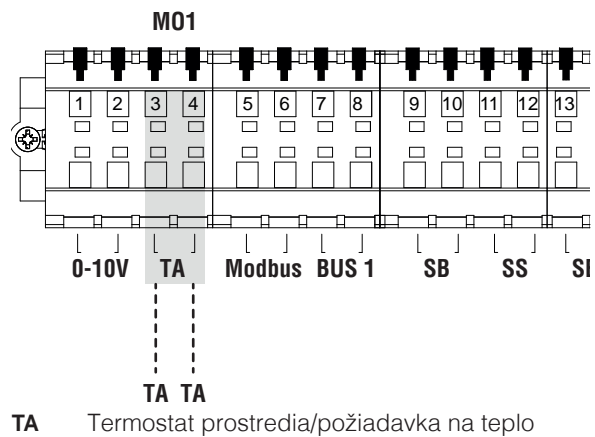 M01
1 2 3 4 5 6 7 8 9 10 11 12 13
0-10V TA Modbus BUS 1 SB SS
TA TA
TA Termostat prostredia/požiadavka na teplo